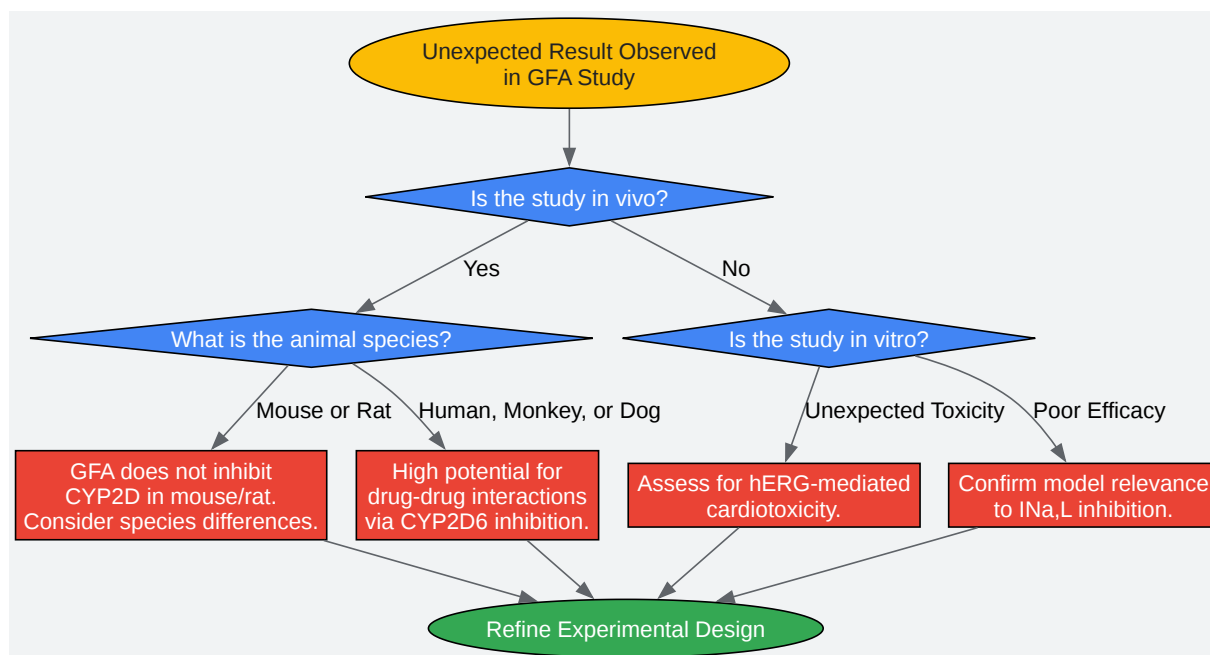 Unexpected Result Observed
in GFA Study
Is the study in vivo?
Yes
No
What is the animal species?
Is the study in vitro?
Mouse or Rat
Human, Monkey, or Dog
Unexpected Toxicity
Poor Efficacy
GFA does not inhibit
CYP2D in mouse/rat.
Consider species differences.
High potential for
drug-drug interactions
via CYP2D6 inhibition.
Assess for hERG-mediated
cardiotoxicity.
Confirm model relevance
to INa,L inhibition.
Refine Experimental Design